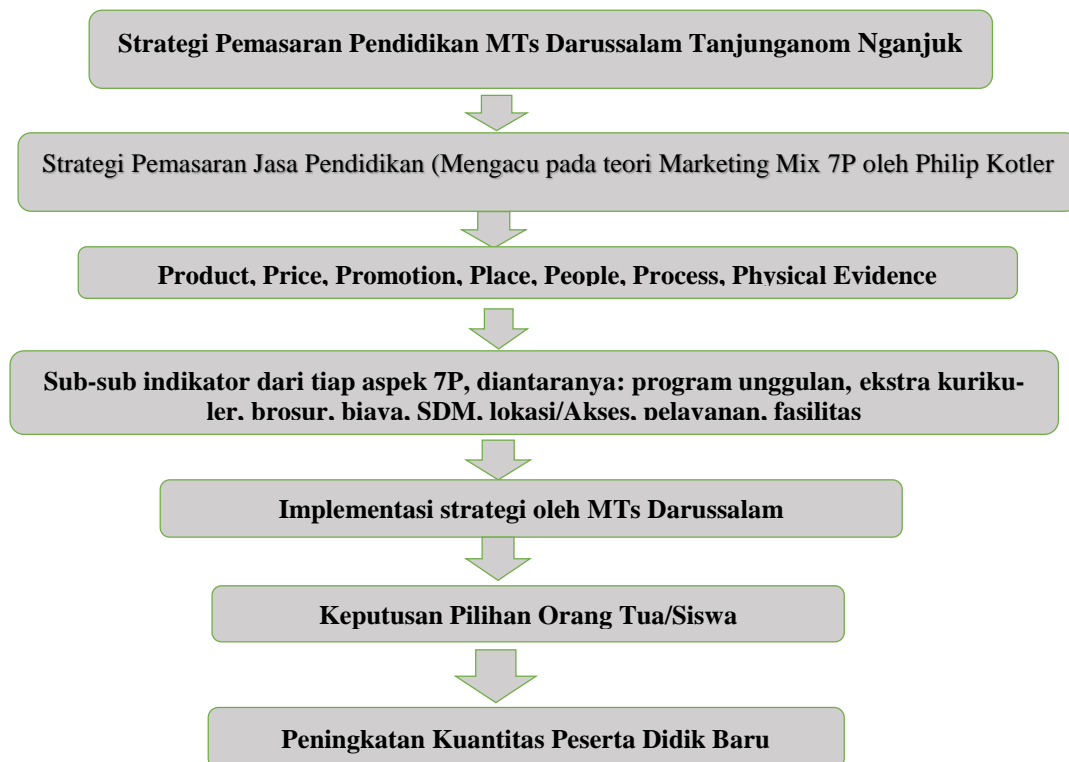 Strategi Pemasaran Pendidikan MTs Darussalam Tanjunganom Nganjuk
Strategi Pemasaran Jasa Pendidikan (Mengacu pada teori Marketing Mix 7P oleh Philip Kotler
Product, Price, Promotion, Place, People, Process, Physical Evidence
Sub-sub indikator dari tiap aspek 7P, diantaranya: program unggulan, ekstra kuriku-
ler, brosur, biaya, SDM, lokasi/Akses, pelayanan, fasilitas
Implementasi strategi oleh MTs Darussalam
Keputusan Pilihan Orang Tua/Siswa
Peningkatan Kuantitas Peserta Didik Baru